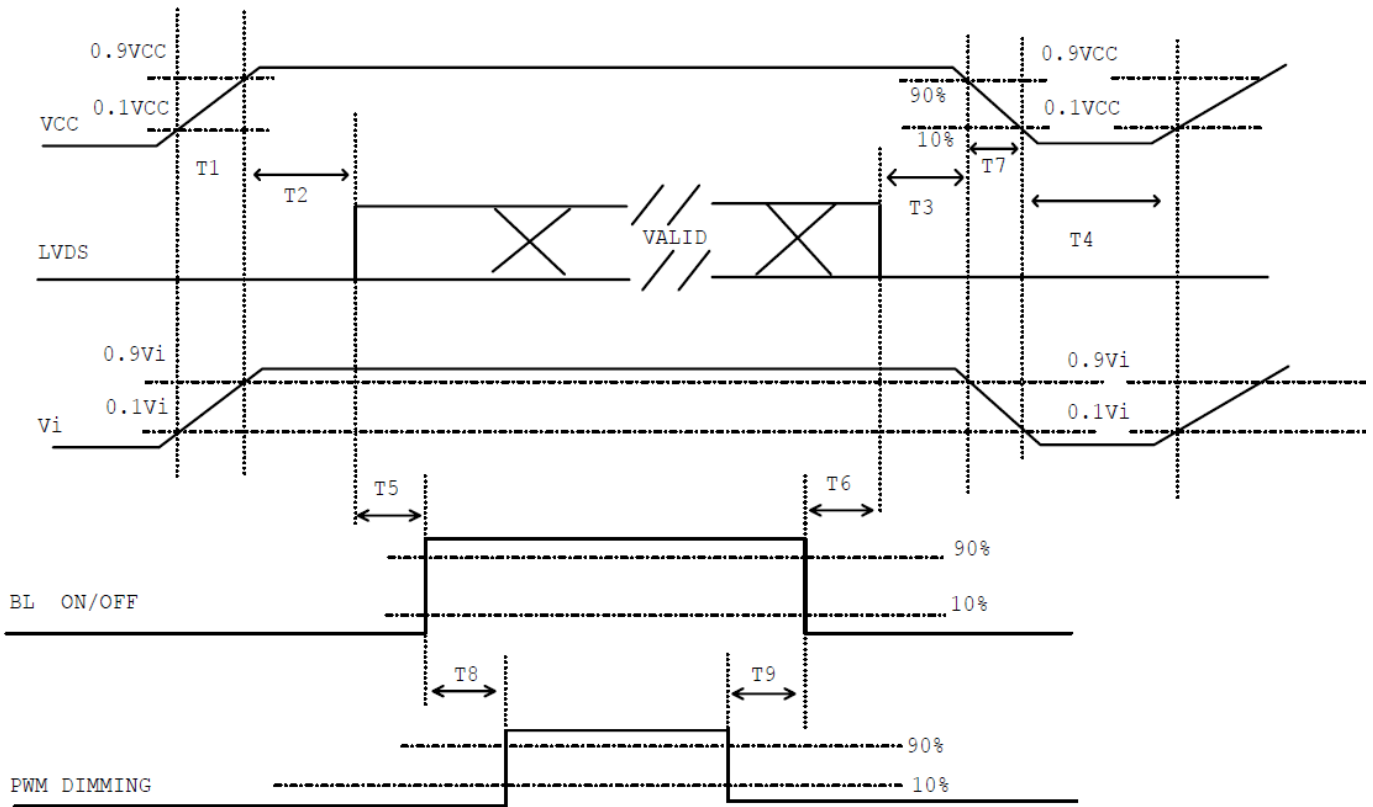 0.9VCC
0.9VCC
90%
0.1VCC
0.1VCC
VCC
10%
T1
T7
T2
T3
VALID
T4
LVDS
0.9Vi
0.9Vi
0.1Vi
0.1Vi
Vi
T5
T6
90%
BL ON/OFF
10%
T8
T9
90%
PWM DIMMING
10%